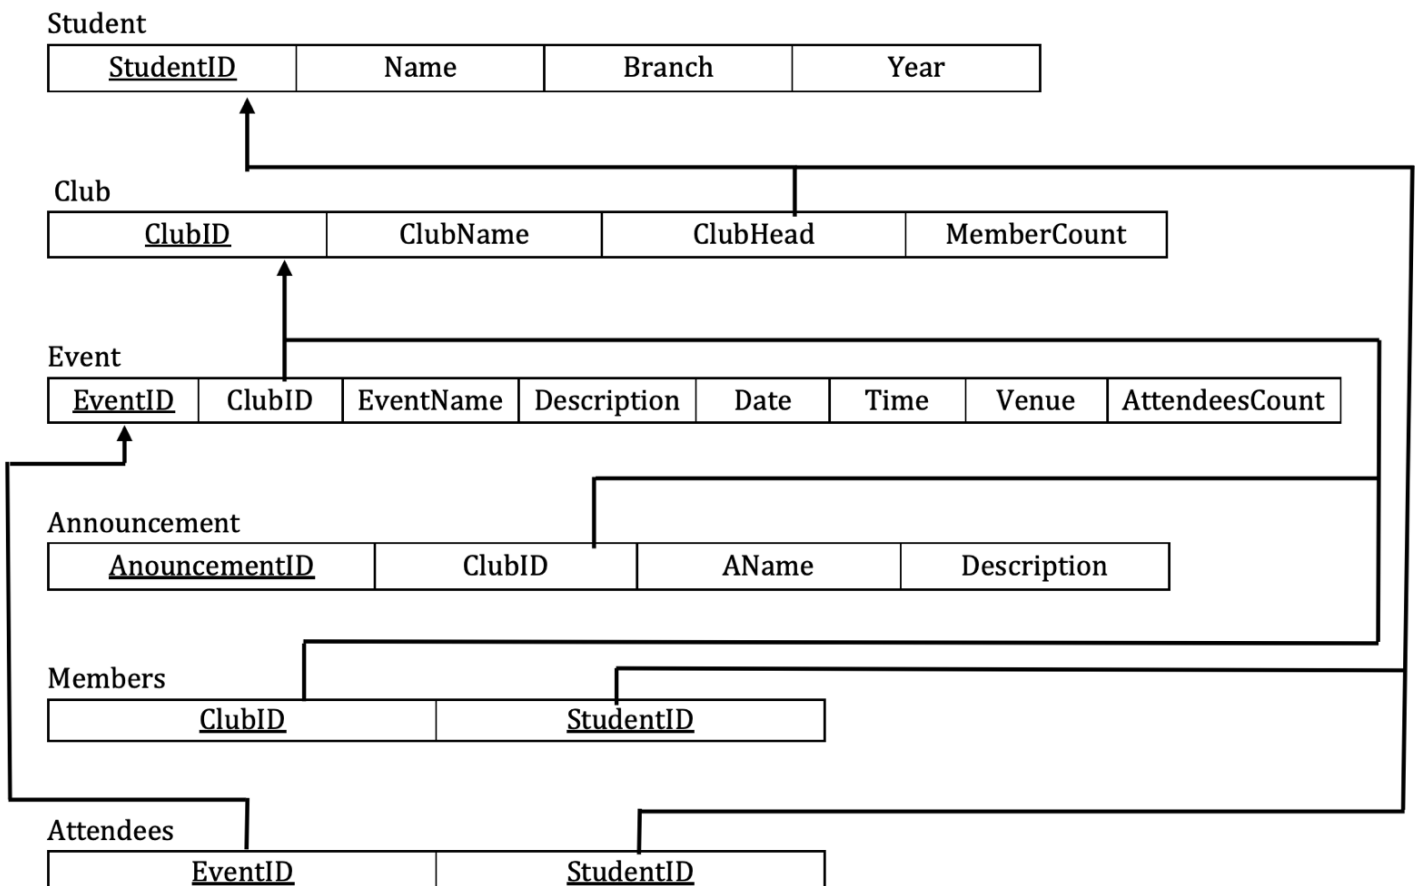 Student
StudentID Name Branch Year
Club
ClubID ClubName ClubHead MemberCount
Event
EventID ClubID EventName Description Date Time Venue AttendeesCount
Announcement
AnouncementID ClubID AName Description
Members
ClubID StudentID
Attendees
EventID StudentID